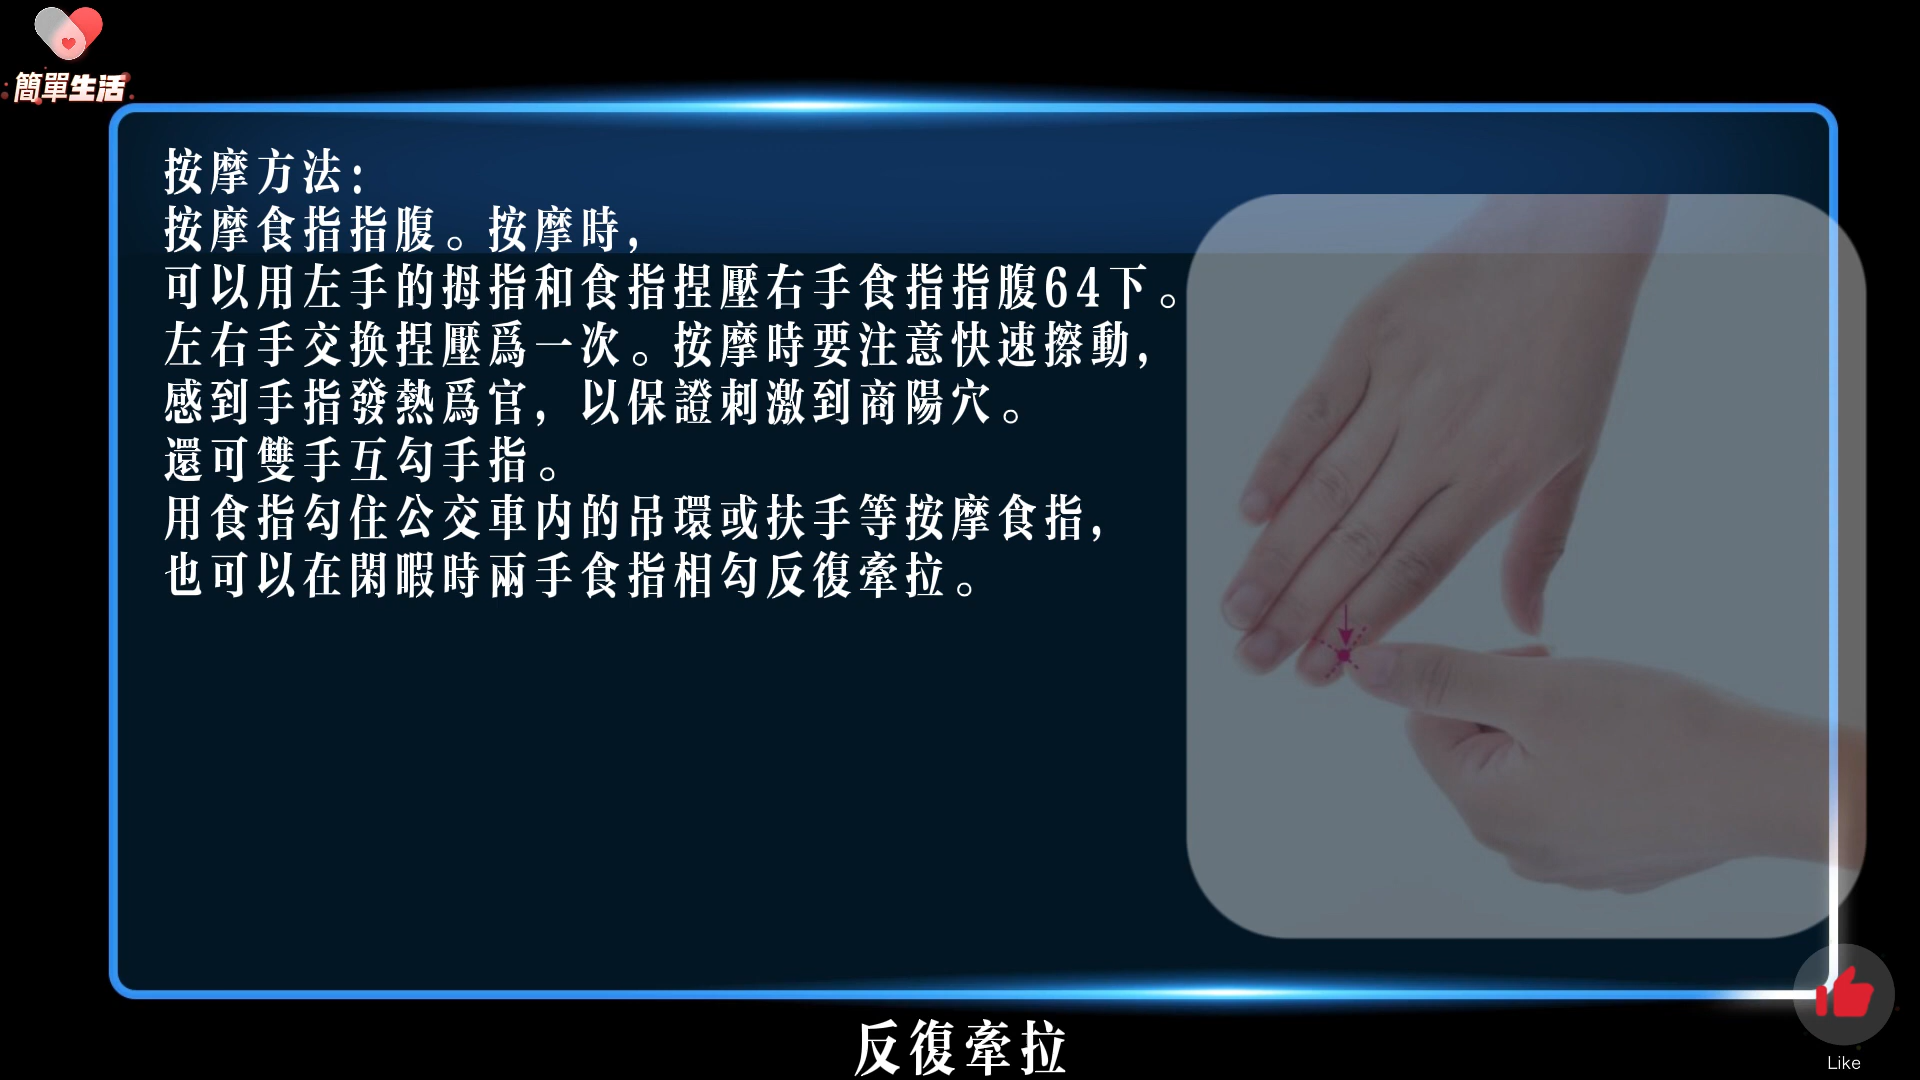 簡單生活
按摩方法:
按摩食指指腹。按摩時,
可以用左手的拇指和食指捏壓右手食指指腹64下。
左右手交换捏壓爲一次。按摩時要注意快速擦動,
感到手指發熱爲官,以保證刺激到商陽穴。
還可雙手互勾手指。
用食指勾住公交車内的吊環或扶手等按摩食指,
也可以在閑暇時兩手食指相勾反復牽拉。
反復牽拉
Like